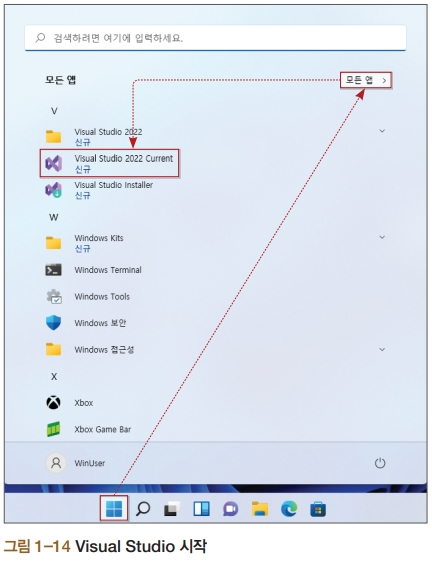 검색하려면 여기에 입력하세요.
모든 앱
모든 앱 >
V
Visual Studio 2022
신규
Visual Studio 2022 Current
신규
Visual Studio Installer
신규
W
Windows Kits
신규
Windows Terminal
Windows Tools
Windows 보안
Windows 접근성
X
Xbox
Xbox Game Bar
WinUser
그림 1-14 Visual Studio 시작